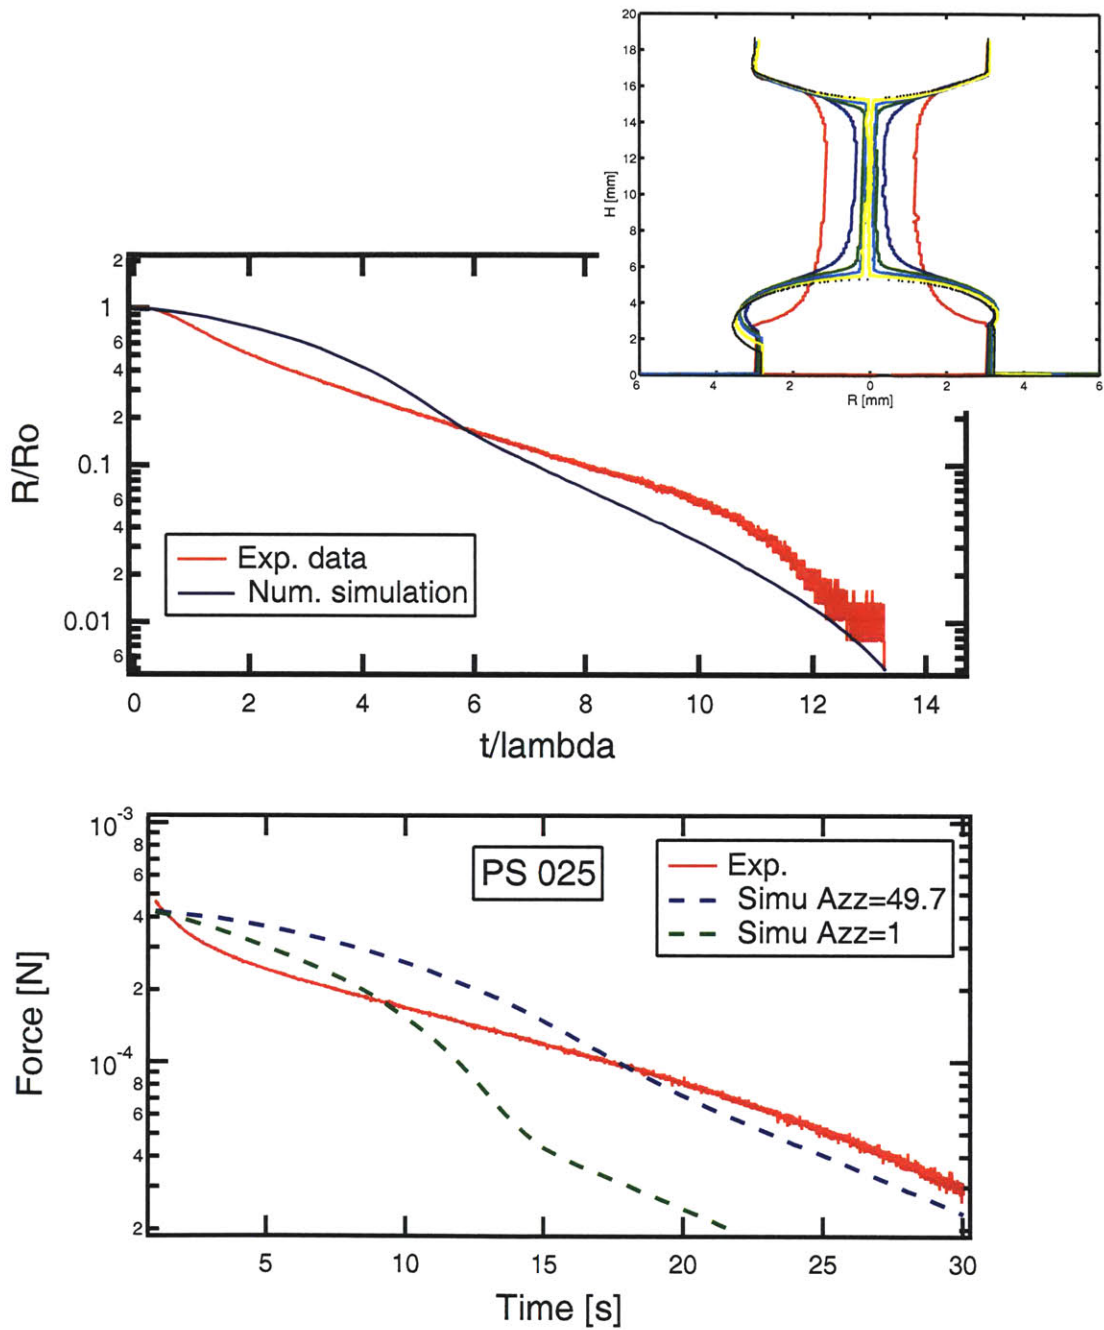 20
18
16
14
12
10
8
6
4
2
0
H [mm]
6 4 2 0 2 4 6
R [mm]
2
1
6
4
2
0.1
6
4
2
0.01
6
R/Ro
Exp. data
Num. simulation
0 2 4 6 8 10 12 14
t/lambda
10-3
8
6
4
2
10-4
8
6
4
2
Force [N]
PS 025
Exp.
Simu Azz=49.7
Simu Azz=1
5 10 15 20 25 30
Time [s]